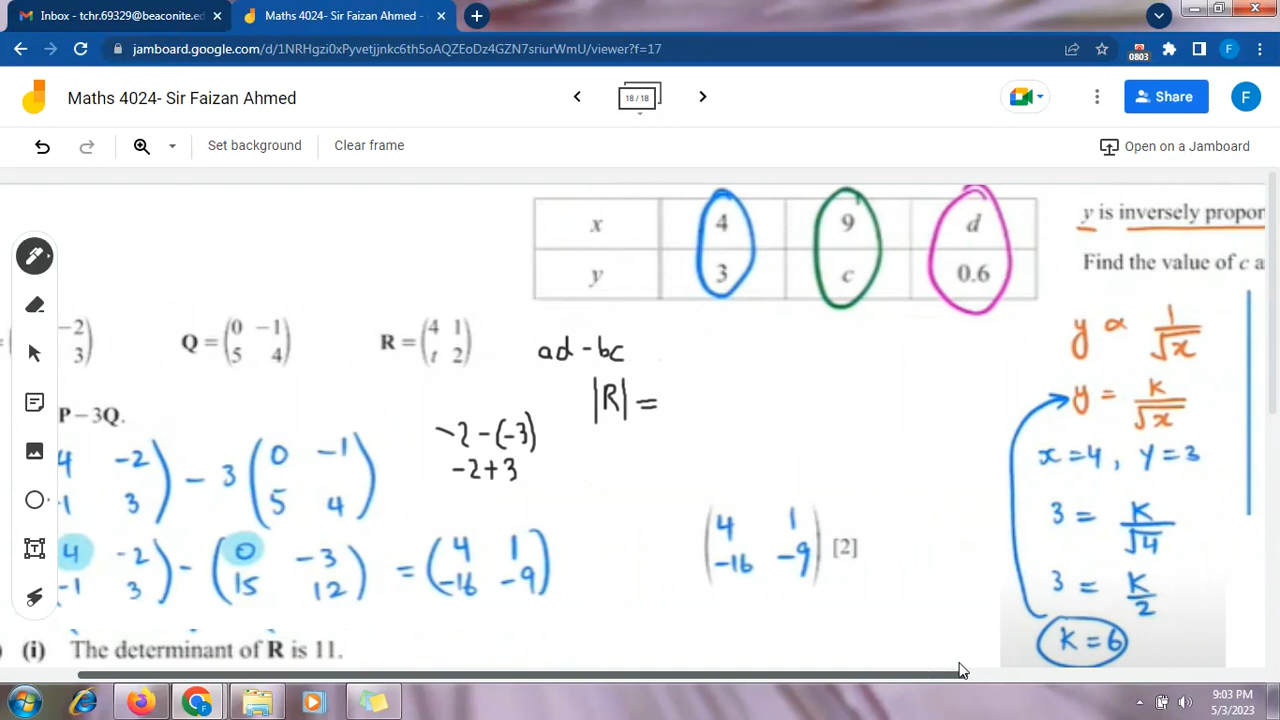 Inbox - tchr.69329@beaconite.ed
Maths 4024- Sir Faizan Ahmed -
jamboard.google.com/d/1NRHgzi0xPyvetjjnkc6th5oAQZEoDz4GZN7sriurWmU/viewer?f=17
0803
F
Maths 4024- Sir Faizan Ahmed
18 / 18
Share
F
Set background
Clear frame
Open on a Jamboard
x 4 9 d
y 3 c 0.6
y is inversely propor
Find the value of c a
-2
3
Q = (0 -1
5 4)
R = (4 1
t 2)
ad - bc
|R| =
P – 3Q.
-2 - (-3)
-2 + 3
4 -2
-1 3) - 3 (0 -1
5 4)
4 -2
-1 3) - (0 -3
15 12) = (4 1
-16 -9)
(4 1
-16 -9) [2]
(i) The determinant of R is 11.
y ∝ 1/√x
y = K/√x
x = 4, y = 3
3 = K/√4
3 = K/2
K = 6
9:03 PM
5/3/2023